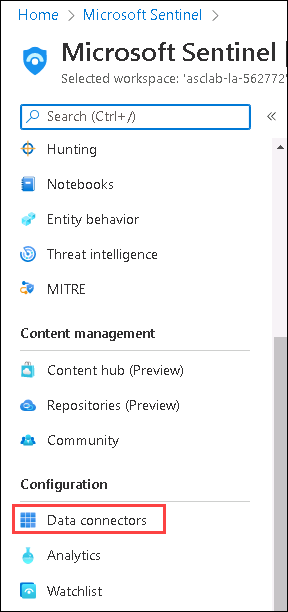 Home > Microsoft Sentinel >
Microsoft Sentinel |
Selected workspace: 'asclab-la-562772'
Search (Ctrl+/)
«
Hunting
Notebooks
Entity behavior
Threat intelligence
MITRE
Content management
Content hub (Preview)
Repositories (Preview)
Community
Configuration
Data connectors
Analytics
Watchlist